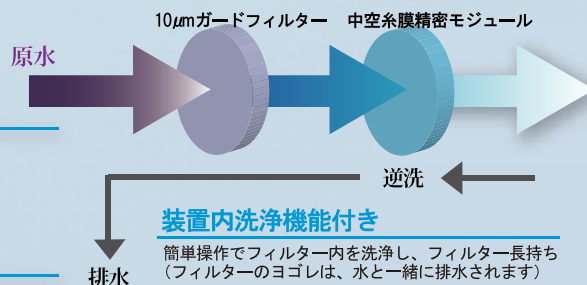 10μmガードフィルター 中空糸膜精密モジュール
原水
逆洗
装置内洗浄機能付き
簡単操作でフィルター内を洗浄し、フィルター長持ち
排水
（フィルターのヨゴレは、水と一緒に排水されます）